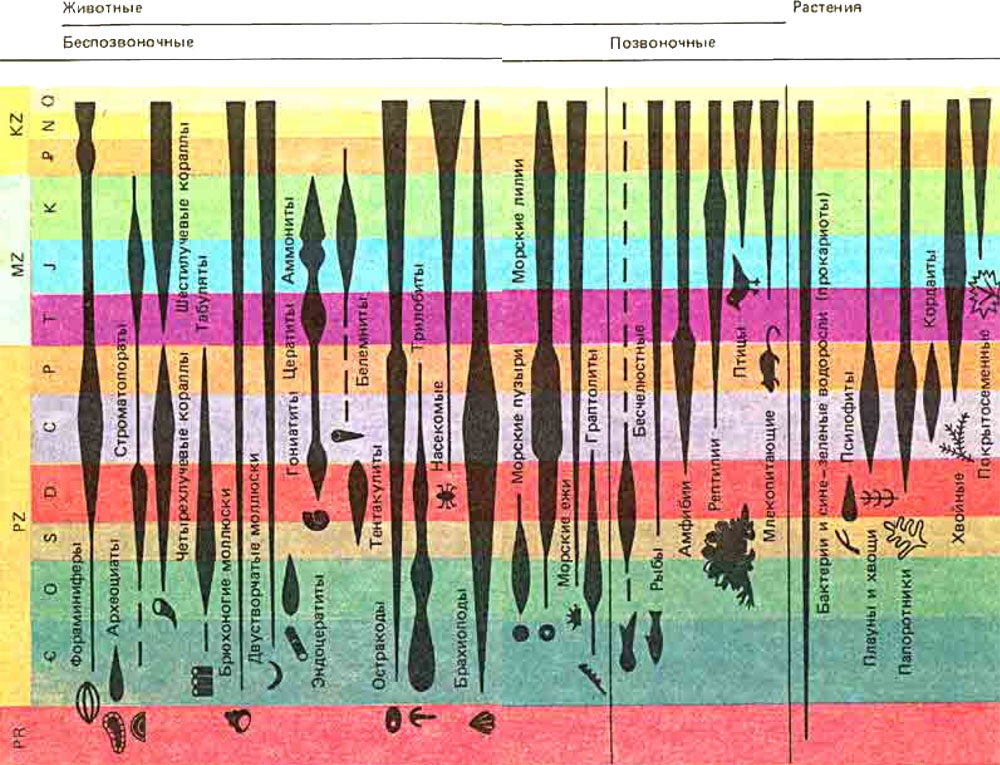 Животные
Растения
Беспозвоночные
Позвоночные
KZ
MZ
PZ
PR
Q
N
₽
K
J
T
P
C
D
S
O
Є
Фораминиферы
Археоциаты
Строматопораты
Четырехлучевые кораллы
Шестилучевые кораллы
Табуляты
Брюхоногие моллюски
Двустворчатые моллюски
Эндоцератиты
Гониатиты
Цератиты
Аммониты
Белемниты
Тентакулиты
Остракоды
Трилобиты
Насекомые
Брахиоподы
Морские пузыри
Морские лилии
Морские ежи
Граптолиты
Бесчелюстные
Рыбы
Амфибии
Рептилии
Птицы
Млекопитающие
Бактерии и сине-зеленые водоросли (прокариоты)
Псилофиты
Плауны и хвощи
Папоротники
Кордаиты
Хвойные
Покрытосеменные